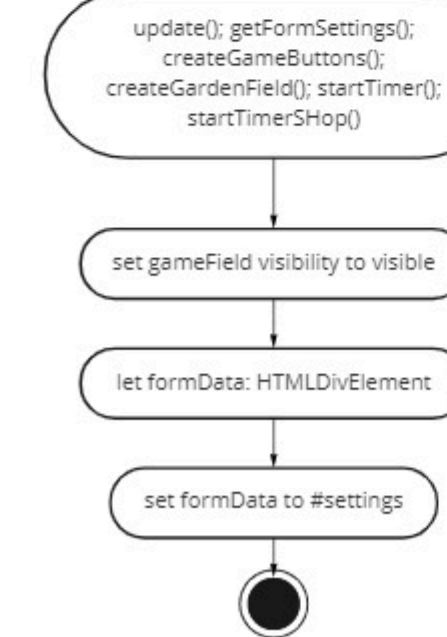 update(); getFormSettings();
createGameButtons();
createGardenField(); startTimer();
startTimerSHop()
set gameField visibility to visible
let formData: HTMLDivElement
set formData to #settings